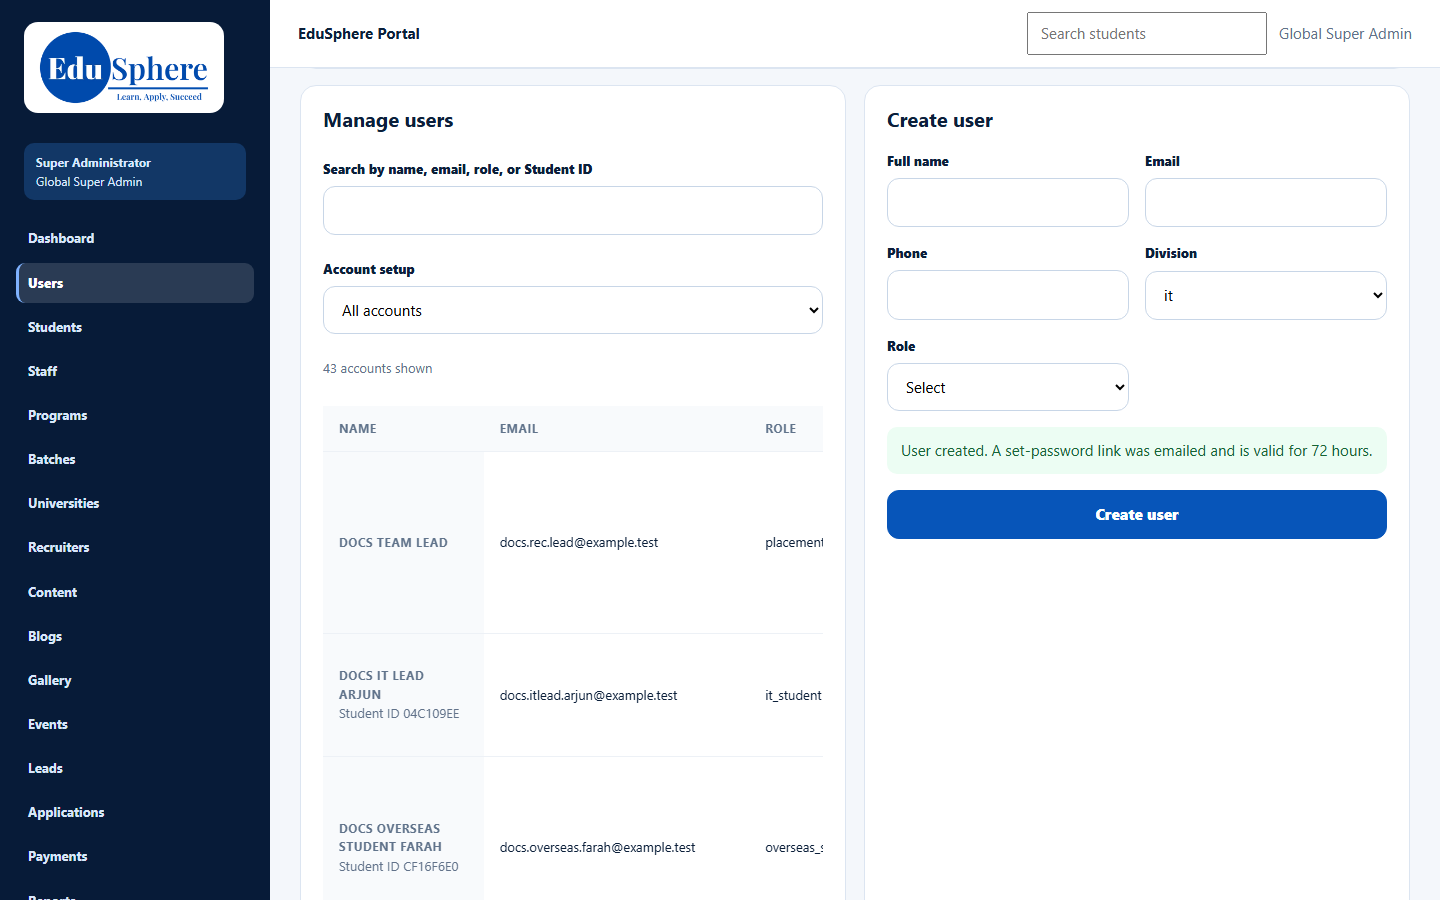 Edu Sphere
Learn, Apply, Succeed
Super Administrator
Global Super Admin
Dashboard
Users
Students
Staff
Programs
Batches
Universities
Recruiters
Content
Blogs
Gallery
Events
Leads
Applications
Payments
EduSphere Portal
Search students
Global Super Admin
Manage users
Search by name, email, role, or Student ID
Account setup
All accounts
43 accounts shown
NAME EMAIL ROLE
DOCS TEAM LEAD docs.rec.lead@example.test placement
DOCS IT LEAD
ARJUN
Student ID 04C109EE
docs.itlead.arjun@example.test it_student
DOCS OVERSEAS
STUDENT FARAH
Student ID CF16F6E0
docs.overseas.farah@example.test overseas_s
Create user
Full name Email
Phone Division
it
Role
Select
User created. A set-password link was emailed and is valid for 72 hours.
Create user